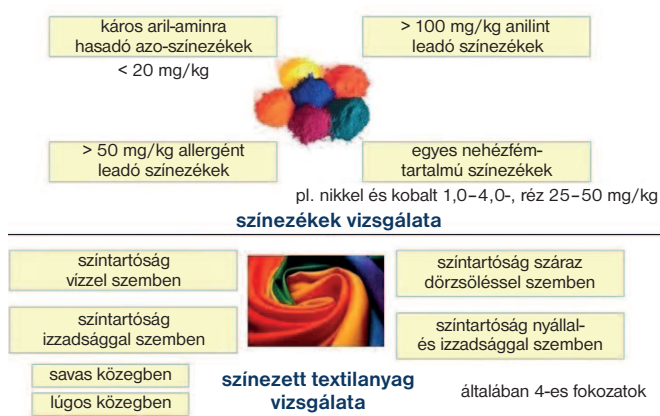 káros aril-aminra
hasadó azo-színezékek
< 20 mg/kg
> 100 mg/kg anilint
leadó színezékek
> 50 mg/kg allergént
leadó színezékek
egyes nehézfém-
tartalmú színezékek
pl. nikkel és kobalt 1,0–4,0-, réz 25–50 mg/kg
színezékek vizsgálata
színtartóság
vízzel szemben
színtartóság száraz
dörzsöléssel szemben
színtartóság
izzadsággal szemben
színtartóság nyállal-
és izzadsággal szemben
savas közegben
lúgos közegben
színezett textilanyag
vizsgálata
általában 4-es fokozatok